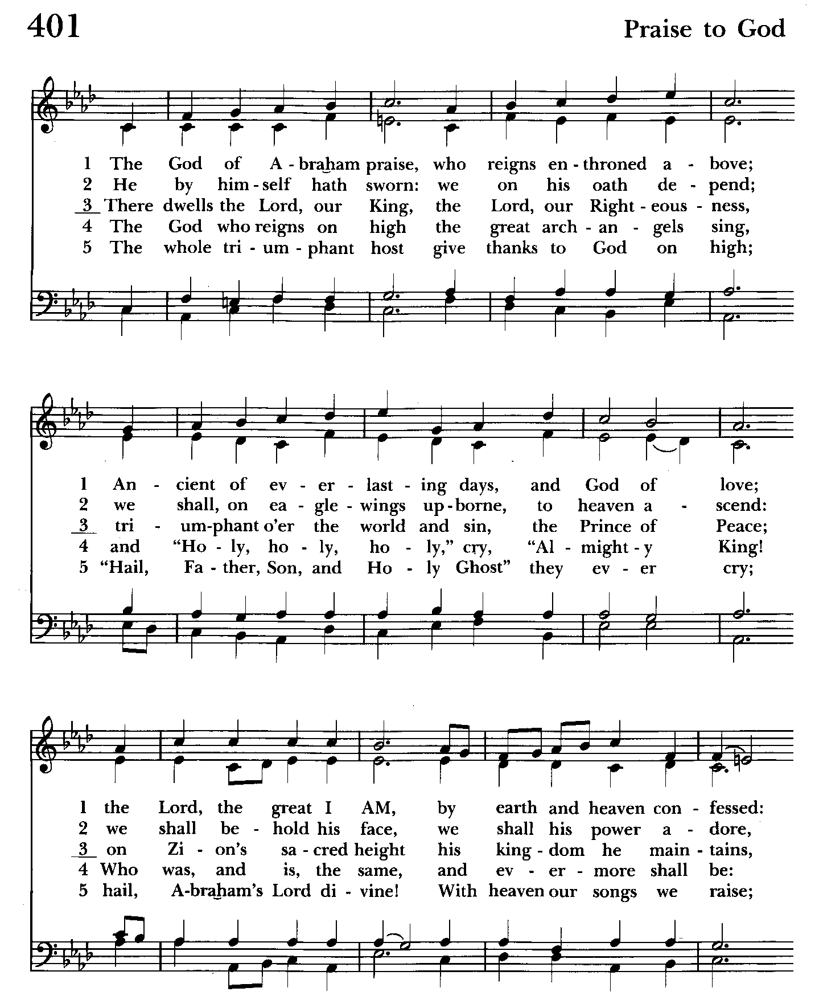 401 Praise to God
1 The God of A - braham praise, who reigns en - throned a - bove;
2 He by him - self hath sworn: we on his oath de - pend;
3 There dwells the Lord, our King, the Lord, our Right - eous - ness,
4 The God who reigns on high the great arch - an - gels sing,
5 The whole tri - um - phant host give thanks to God on high;
1 An - cient of ev - er - last - ing days, and God of love;
2 we shall, on ea - gle - wings up - borne, to heaven a - scend:
3 tri - um-phant o’er the world and sin, the Prince of Peace;
4 and “Ho - ly, ho - ly, ho - ly,” cry, “Al - might - y King!
5 “Hail, Fa - ther, Son, and Ho - ly Ghost” they ev - er cry;
1 the Lord, the great I AM, by earth and heaven con - fessed:
2 we shall be - hold his face, we shall his power a - dore,
3 on Zi - on’s sa - cred height his king - dom he main - tains,
4 Who was, and is, the same, and ev - er - more shall be:
5 hail, A-braham’s Lord di - vine! With heaven our songs we raise;